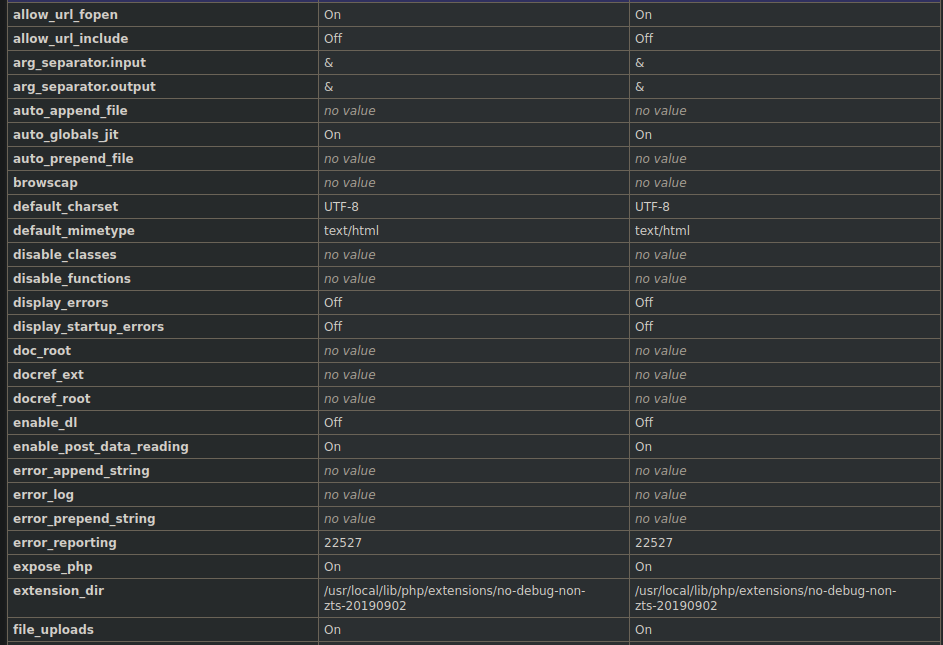 allow_url_fopen On On
allow_url_include Off Off
arg_separator.input & &
arg_separator.output & &
auto_append_file no value no value
auto_globals_jit On On
auto_prepend_file no value no value
browscap no value no value
default_charset UTF-8 UTF-8
default_mimetype text/html text/html
disable_classes no value no value
disable_functions no value no value
display_errors Off Off
display_startup_errors Off Off
doc_root no value no value
docref_ext no value no value
docref_root no value no value
enable_dl Off Off
enable_post_data_reading On On
error_append_string no value no value
error_log no value no value
error_prepend_string no value no value
error_reporting 22527 22527
expose_php On On
extension_dir /usr/local/lib/php/extensions/no-debug-non- /usr/local/lib/php/extensions/no-debug-non-
zts-20190902 zts-20190902
file_uploads On On